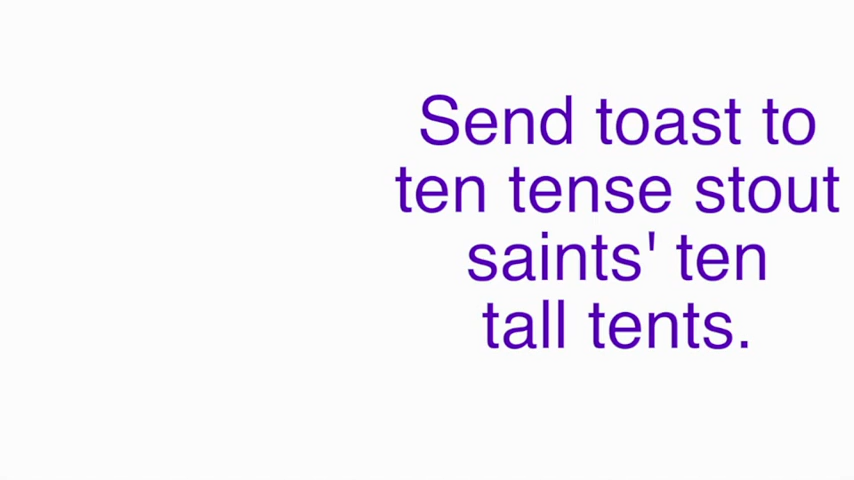 Send toast to
ten tense stout
saints' ten
tall tents.